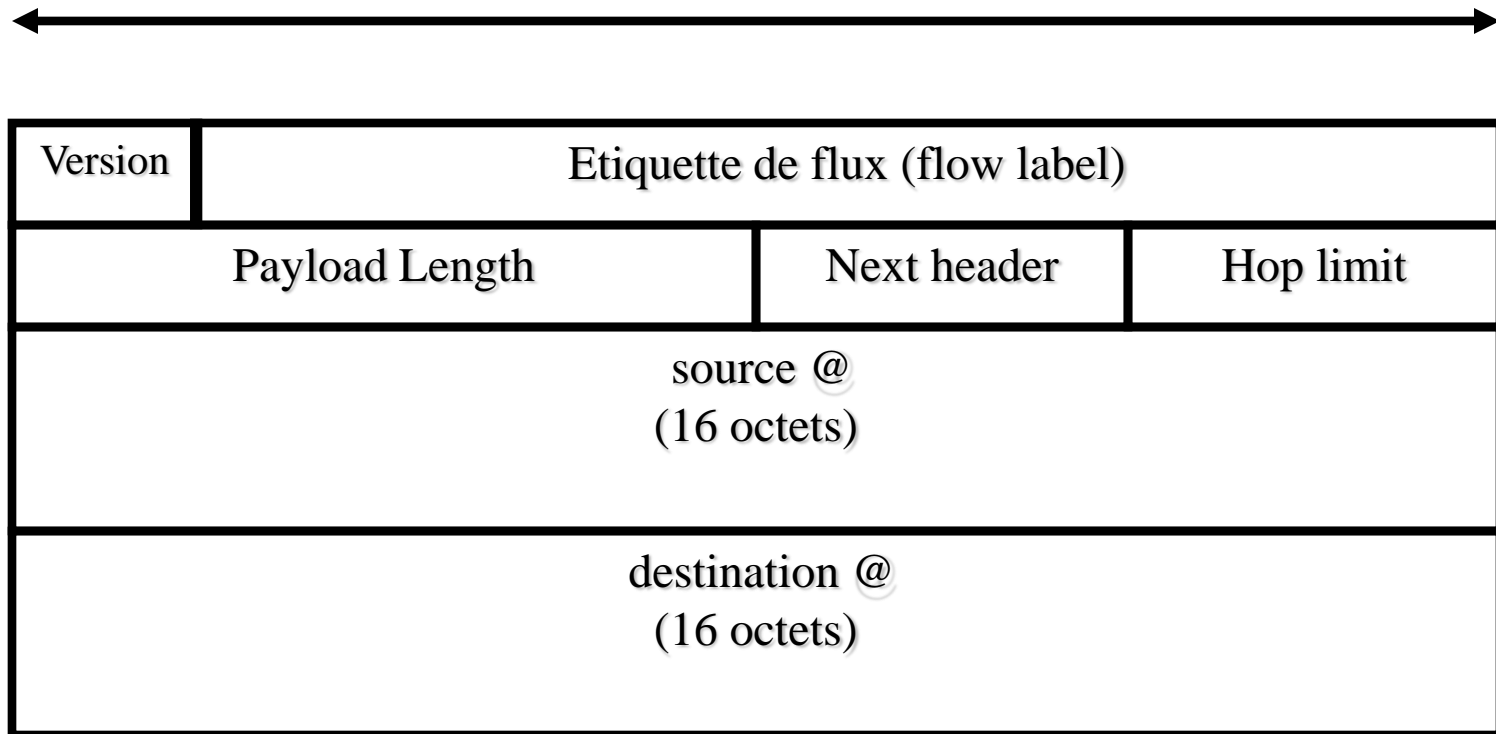 Version
Etiquette de flux (flow label)
Payload Length
Next header
Hop limit
source @
(16 octets)
destination @
(16 octets)